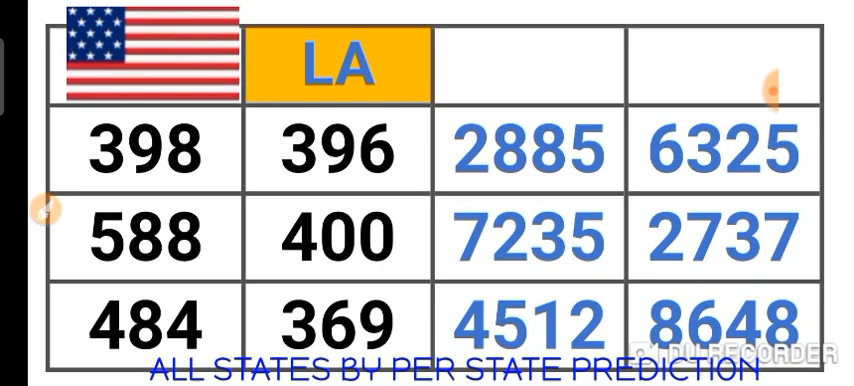 LA
398 396 2885 6325
588 400 7235 2737
484 369 4512 8648
DU RECORDER
ALL STATES BY PER STATE PREDICTION